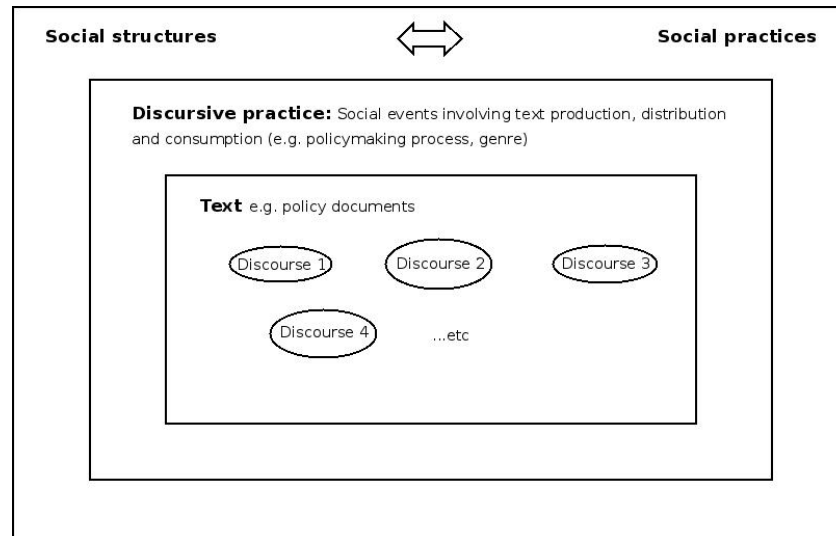 Social structures Social practices
Discursive practice: Social events involving text production, distribution
and consumption (e.g. policymaking process, genre)
Text e.g. policy documents
Discourse 1 Discourse 2 Discourse 3
Discourse 4 ...etc